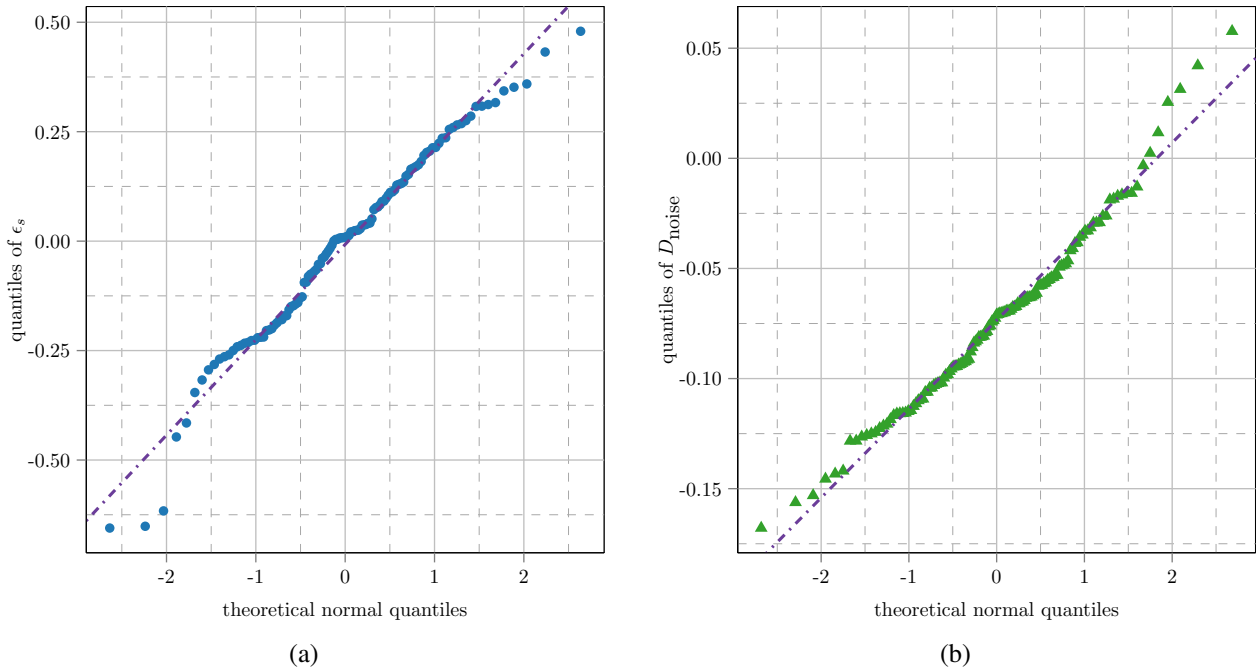 0.50
0.25
0.00
-0.25
-0.50
quantiles of ϵₛ
-2 -1 0 1 2
theoretical normal quantiles
(a)
0.05
0.00
-0.05
-0.10
-0.15
quantiles of D_noise
-2 -1 0 1 2
theoretical normal quantiles
(b)